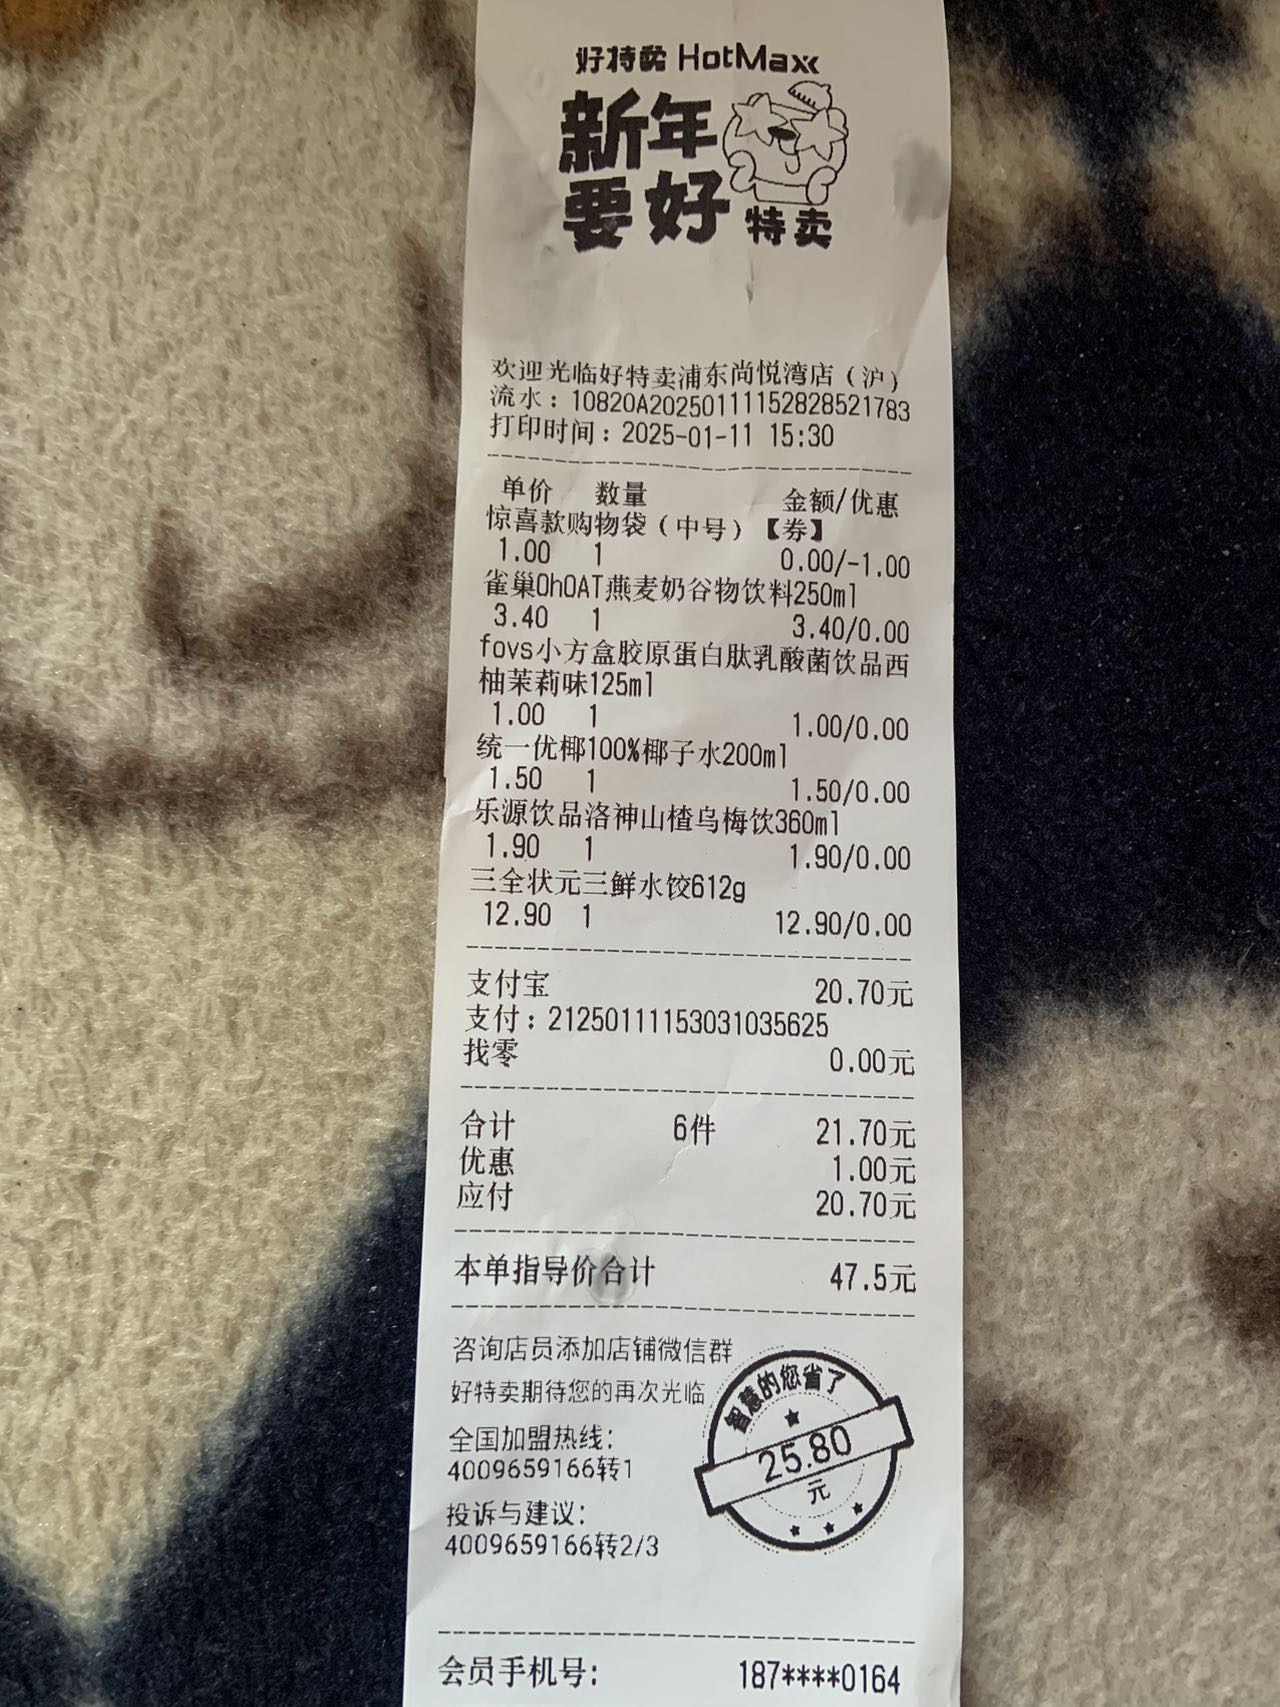 好特卖 HotMaxx
新年
要好 特卖
欢迎光临好特卖浦东尚悦湾店（沪）
流水：10820A202501111152828521783
打印时间：2025-01-11 15:30
单价 数量 金额/优惠
惊喜款购物袋（中号）【券】
1.00 1 0.00/-1.00
雀巢OhOAT燕麦奶谷物饮料250ml
3.40 1 3.40/0.00
fovs小方盒胶原蛋白肽乳酸菌饮品西
柚茉莉味125ml
1.00 1 1.00/0.00
统一优椰100%椰子水200ml
1.50 1 1.50/0.00
乐源饮品洛神山楂乌梅饮360ml
1.90 1 1.90/0.00
三全状元三鲜水饺612g
12.90 1 12.90/0.00
支付宝 20.70元
支付：21250111153031035625
找零 0.00元
合计 6件 21.70元
优惠 1.00元
应付 20.70元
本单指导价合计 47.5元
咨询店员添加店铺微信群
好特卖期待您的再次光临
全国加盟热线：
4009659166转1
投诉与建议：
4009659166转2/3
智慧的您省了
25.80
元
会员手机号： 187****0164